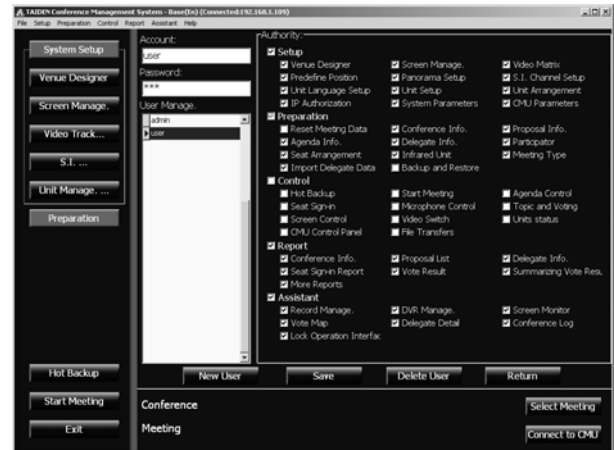 TAIDEN Conference Management System - Base(En) (Connected:192.168.1.109)
File Setup Preparation Control Report Assistant Help
System Setup
Venue Designer
Screen Manage.
Video Track...
S.I. ...
Unit Manage. ...
Preparation
Hot Backup
Start Meeting
Exit
Account:
user
Password:
***
User Manage.
admin
user
Authority:
Setup
Venue Designer Screen Manage. Video Matrix
Predefine Position Panorama Setup S.I. Channel Setup
Unit Language Setup Unit Setup Unit Arrangement
IP Authorization System Parameters CMU Parameters
Preparation
Reset Meeting Data Conference Info. Proposal Info.
Agenda Info. Delegate Info. Participator
Seat Arrangement Infrared Unit Meeting Type
Import Delegate Data Backup and Restore
Control
Hot Backup Start Meeting Agenda Control
Seat Sign-in Microphone Control Topic and Voting
Screen Control Video Switch Units status
CMU Control Panel File Transfers
Report
Conference Info. Proposal List Delegate Info.
Seat Sign-in Report Vote Result Summarizing Vote Resu
More Reports
Assistant
Record Manage. DVR Manage. Screen Monitor
Vote Map Delegate Detail Conference Log
Lock Operation Interfac
New User Save Delete User Return
Conference
Meeting
Select Meeting
Connect to CMU